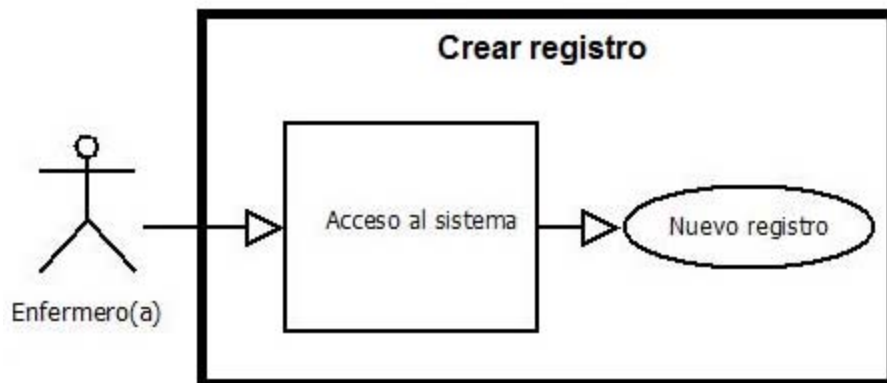 Crear registro
Acceso al sistema
Nuevo registro
Enfermero(a)